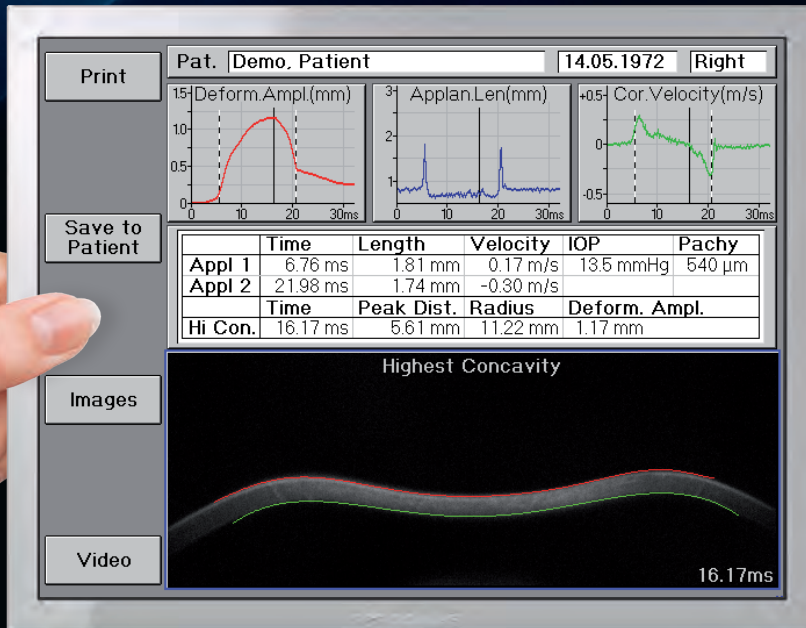 Print
Save to
Patient
Images
Video
Pat. Demo, Patient 14.05.1972 Right
Deform.Ampl.(mm)
1.5
1.0
0.5
0
0 10 20 30ms
Applan.Len(mm)
3
2
1
0 10 20 30ms
Cor.Velocity(m/s)
+0.5
0
-0.5
0 10 20 30ms
Time Length Velocity IOP Pachy
Appl 1 6.76 ms 1.81 mm 0.17 m/s 13.5 mmHg 540 µm
Appl 2 21.98 ms 1.74 mm -0.30 m/s
Time Peak Dist. Radius Deform. Ampl.
Hi Con. 16.17 ms 5.61 mm 11.22 mm 1.17 mm
Highest Concavity
16.17ms